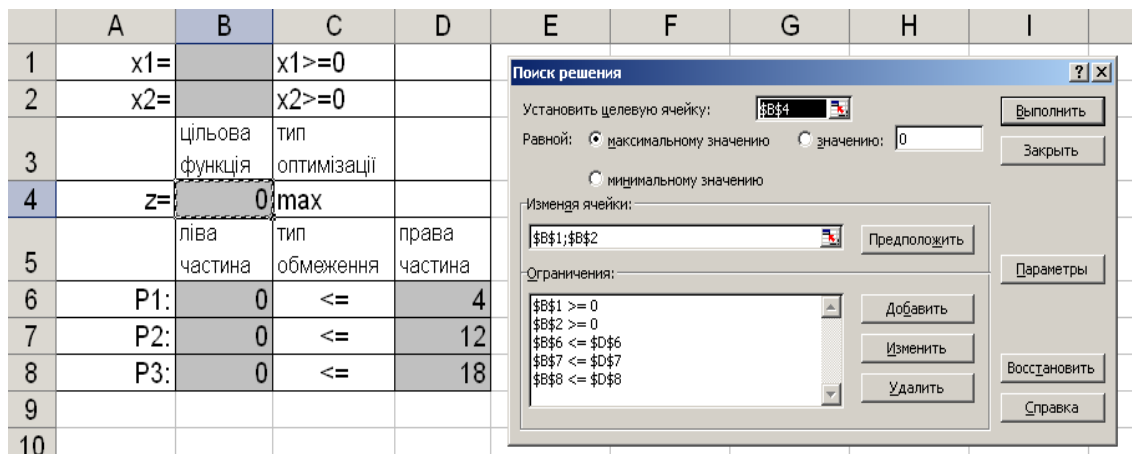 A B C D E F G H I
1 x1= x1>=0
2 x2= x2>=0
3 цільова функція тип оптимізації
4 z= 0 max
5 ліва частина тип обмеження права частина
6 P1: 0 <= 4
7 P2: 0 <= 12
8 P3: 0 <= 18
9
10
Поиск решения
Установить целевую ячейку: $B$4 Выполнить
Равной: максимальному значению значению: 0 Закрыть
минимальному значению
Изменяя ячейки:
$B$1;$B$2 Предположить
Ограничения: Параметры
$B$1 >= 0 Добавить
$B$2 >= 0
$B$6 <= $D$6 Изменить
$B$7 <= $D$7 Восстановить
$B$8 <= $D$8 Удалить
Справка